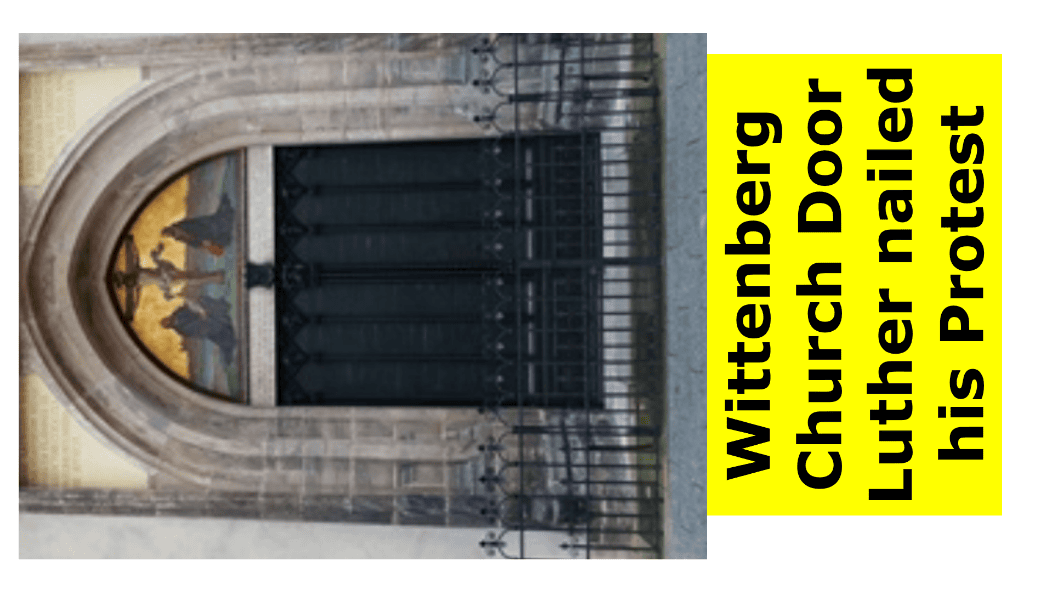 Wittenberg
Church Door
Luther nailed
his Protest